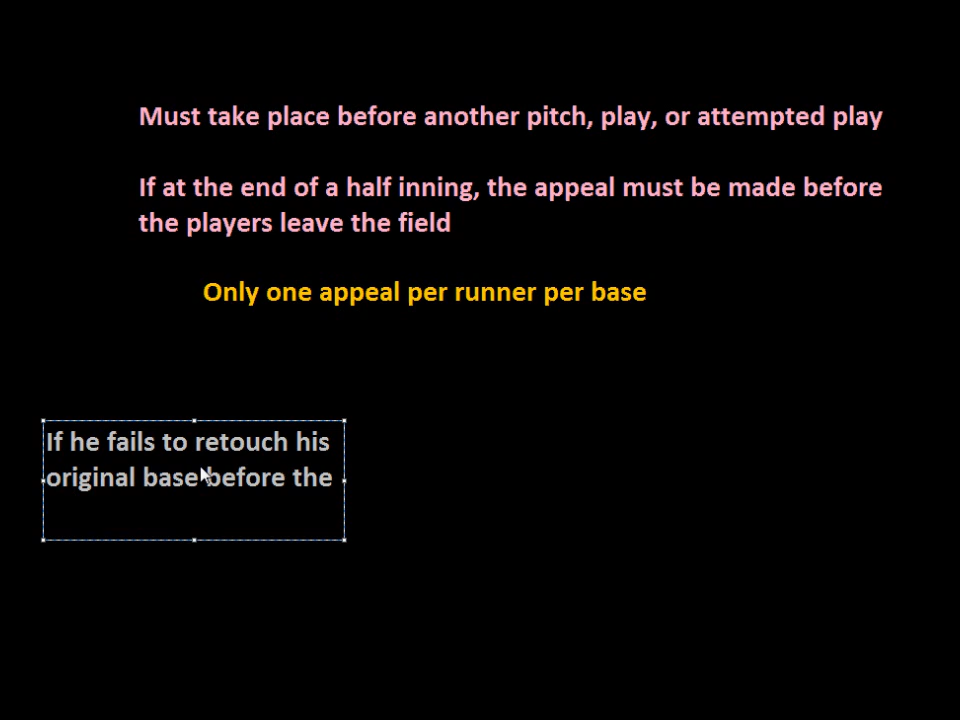 Must take place before another pitch, play, or attempted play
If at the end of a half inning, the appeal must be made before
the players leave the field
Only one appeal per runner per base
If he fails to retouch his
original base before the